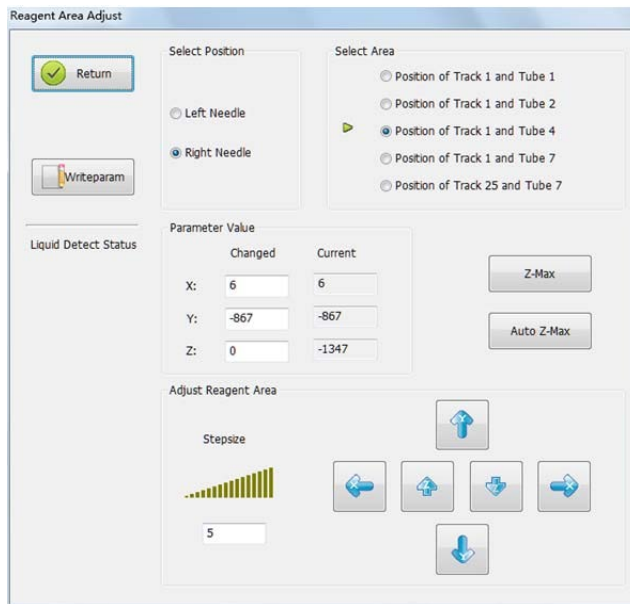 Reagent Area Adjust
Return
Writeparam
Liquid Detect Status
Select Position
Left Needle
Right Needle
Select Area
Position of Track 1 and Tube 1
Position of Track 1 and Tube 2
Position of Track 1 and Tube 4
Position of Track 1 and Tube 7
Position of Track 25 and Tube 7
Parameter Value
Changed Current
X: 6 6
Y: -867 -867
Z: 0 -1347
Z-Max
Auto Z-Max
Adjust Reagent Area
Stepsize
5
Y
X Z Z X
Y